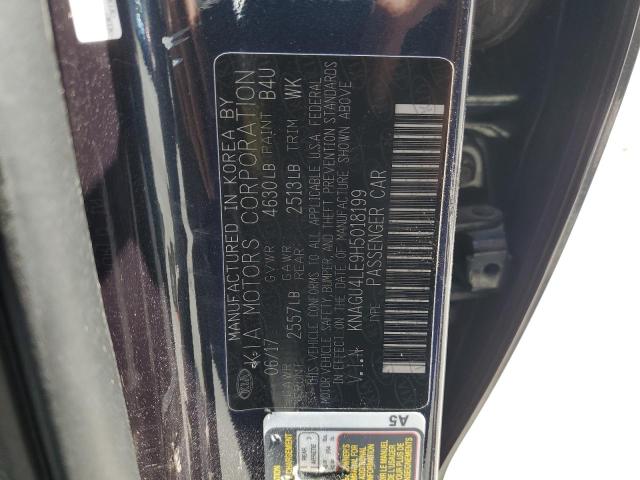 MANUFACTURED IN KOREA BY
KIA MOTORS CORPORATION
06/17 GVWR 4630LB PAINT B4U
GAWR FRONT 2557LB GAWR REAR 2513LB TRIM WK
THIS VEHICLE CONFORMS TO ALL APPLICABLE U.S.A. FEDERAL
MOTOR VEHICLE SAFETY, BUMPER, AND THEFT PREVENTION STANDARDS
IN EFFECT ON THE DATE OF MANUFACTURE SHOWN ABOVE
V.I.N KNAGU4LE9H5018199
TYPE: PASSENGER CAR
A5
REAR